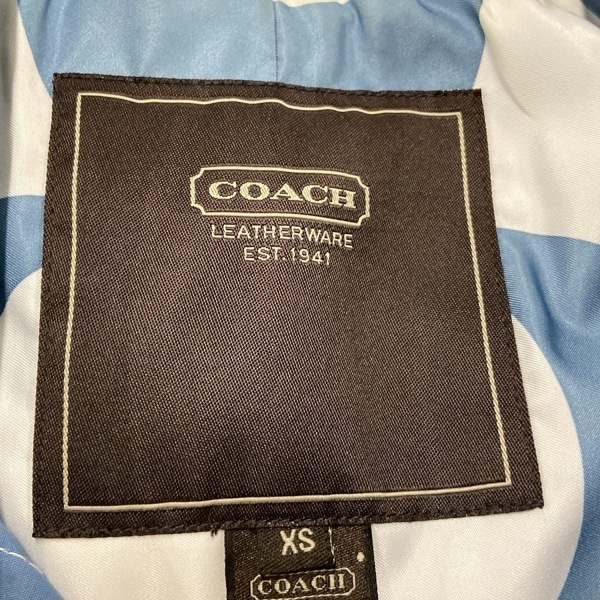 COACH
LEATHERWARE
EST. 1941
XS
COACH